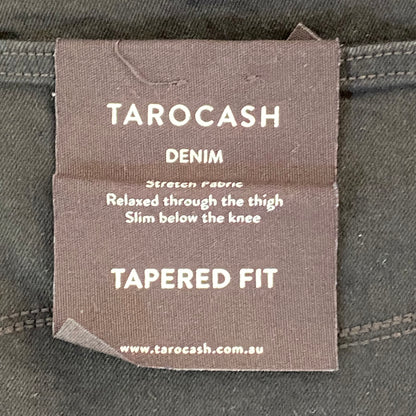 TAROCASH
DENIM
Stretch Fabric
Relaxed through the thigh
Slim below the knee
TAPERED FIT
www.tarocash.com.au